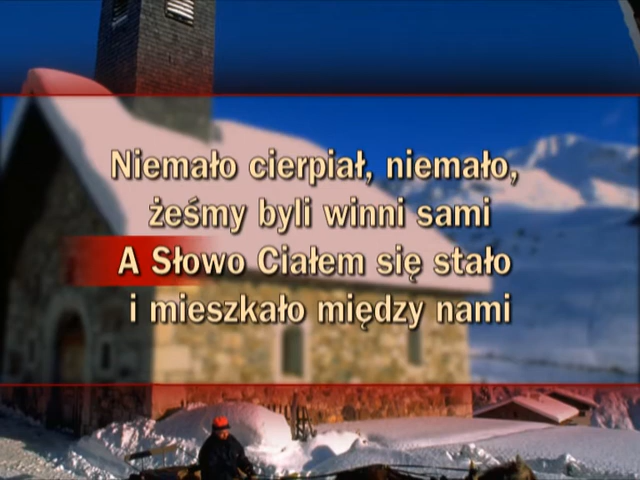 Niemało cierpiał, niemało,
żeśmy byli winni sami
A Słowo Ciałem się stało
i mieszkało między nami